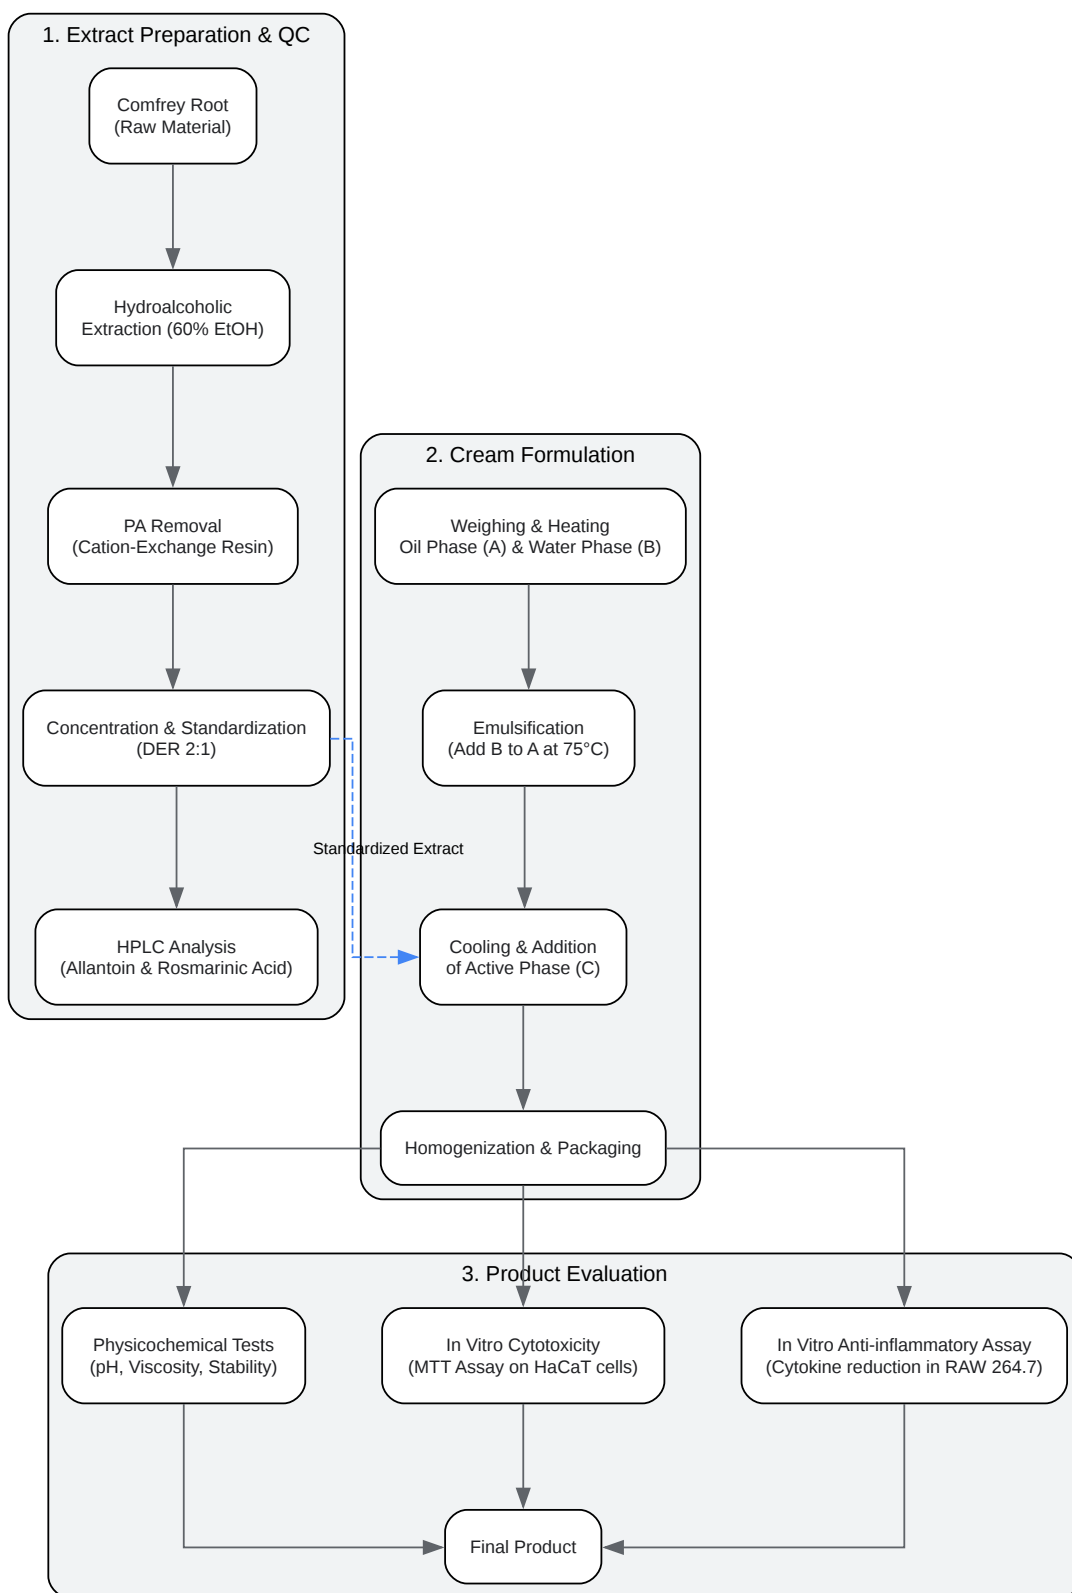 1. Extract Preparation & QC
Comfrey Root
(Raw Material)
Hydroalcoholic
Extraction (60% EtOH)
PA Removal
(Cation-Exchange Resin)
Concentration & Standardization
(DER 2:1)
HPLC Analysis
(Allantoin & Rosmarinic Acid)
Standardized Extract
2. Cream Formulation
Weighing & Heating
Oil Phase (A) & Water Phase (B)
Emulsification
(Add B to A at 75°C)
Cooling & Addition
of Active Phase (C)
Homogenization & Packaging
3. Product Evaluation
Physicochemical Tests
(pH, Viscosity, Stability)
In Vitro Cytotoxicity
(MTT Assay on HaCaT cells)
In Vitro Anti-inflammatory Assay
(Cytokine reduction in RAW 264.7)
Final Product